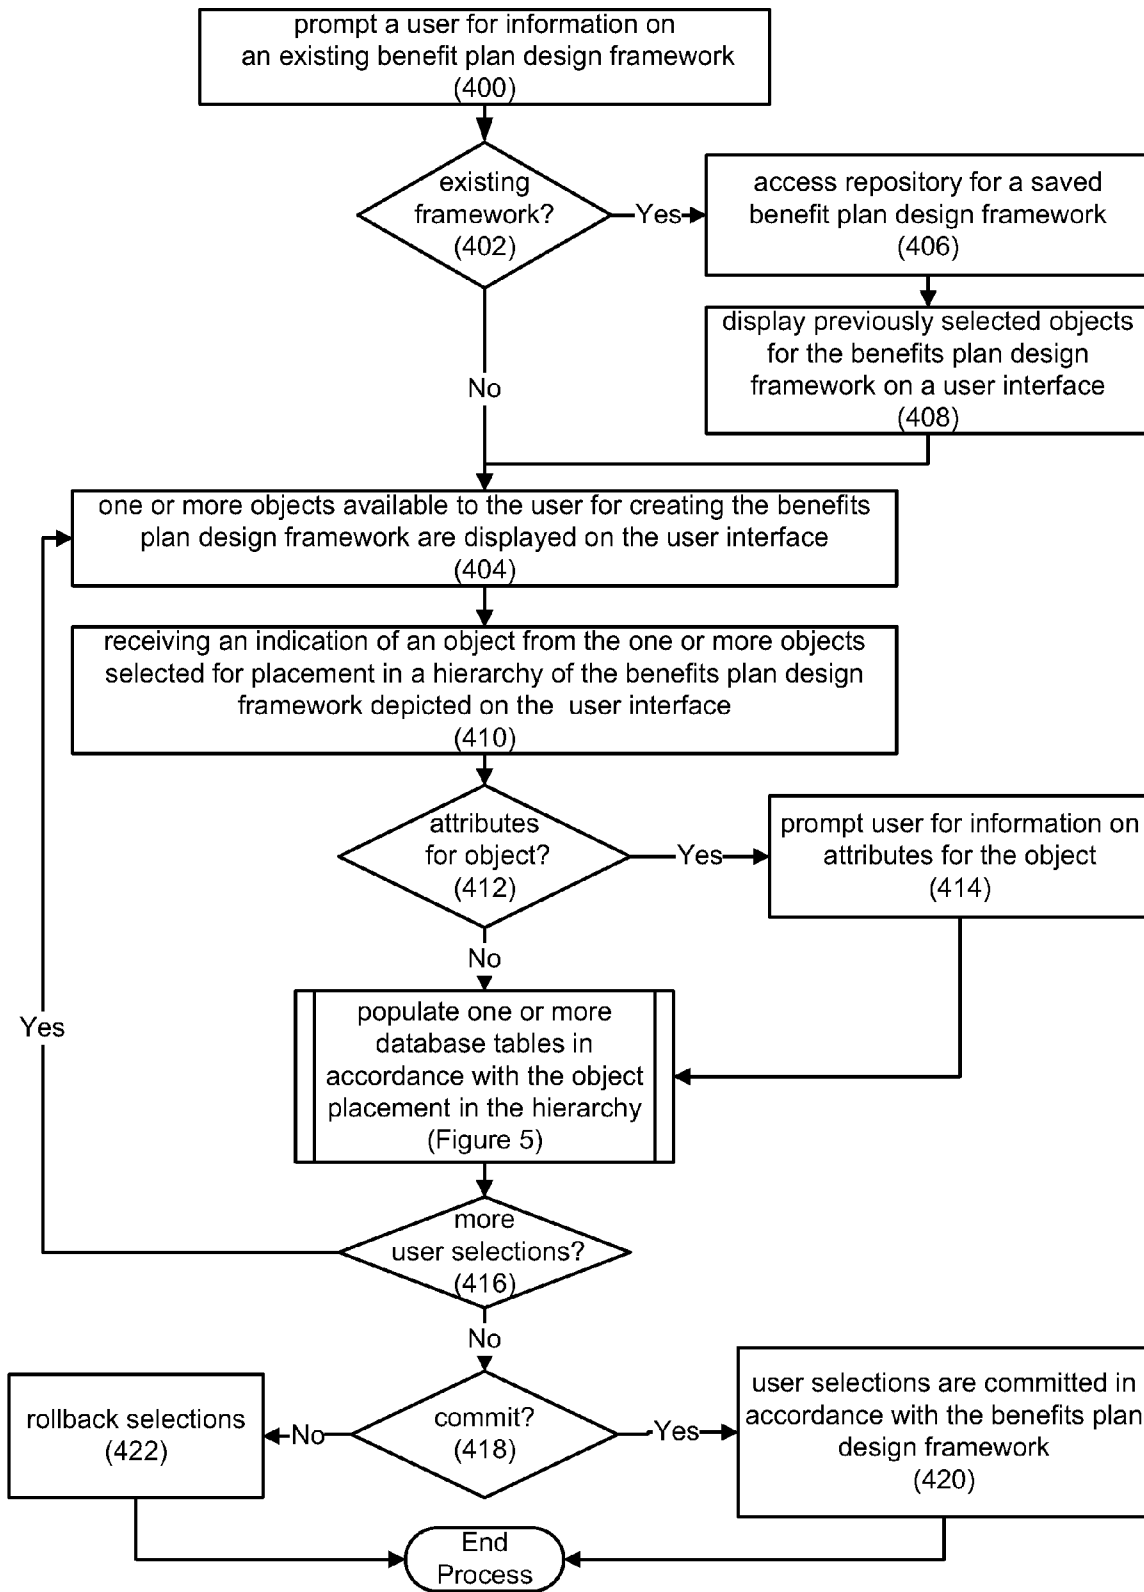 prompt a user for information on
an existing benefit plan design framework
(400)
existing
framework?
(402)
Yes
access repository for a saved
benefit plan design framework
(406)
display previously selected objects
for the benefits plan design
framework on a user interface
(408)
No
one or more objects available to the user for creating the benefits
plan design framework are displayed on the user interface
(404)
receiving an indication of an object from the one or more objects
selected for placement in a hierarchy of the benefits plan design
framework depicted on the user interface
(410)
attributes
for object?
(412)
Yes
prompt user for information on
attributes for the object
(414)
No
populate one or more
database tables in
accordance with the object
placement in the hierarchy
(Figure 5)
Yes
more
user selections?
(416)
No
commit?
(418)
No
rollback selections
(422)
Yes
user selections are committed in
accordance with the benefits plan
design framework
(420)
End
Process